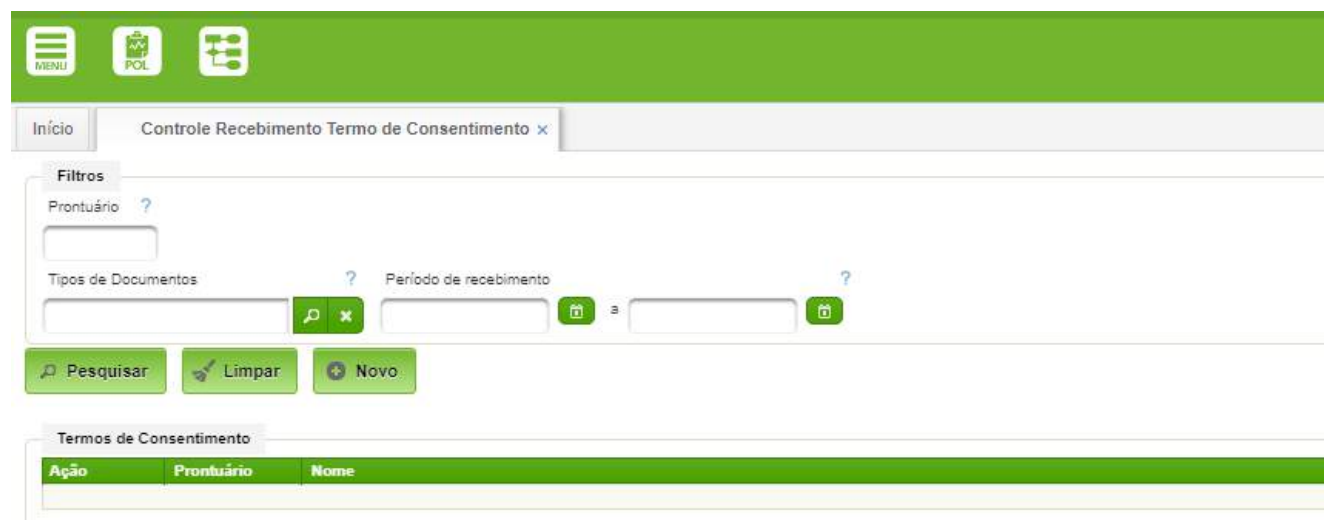 MENU POL
Início Controle Recebimento Termo de Consentimento ×
Filtros
Prontuário ?
Tipos de Documentos ? Período de recebimento ?
a
Pesquisar Limpar Novo
Termos de Consentimento
Ação Prontuário Nome